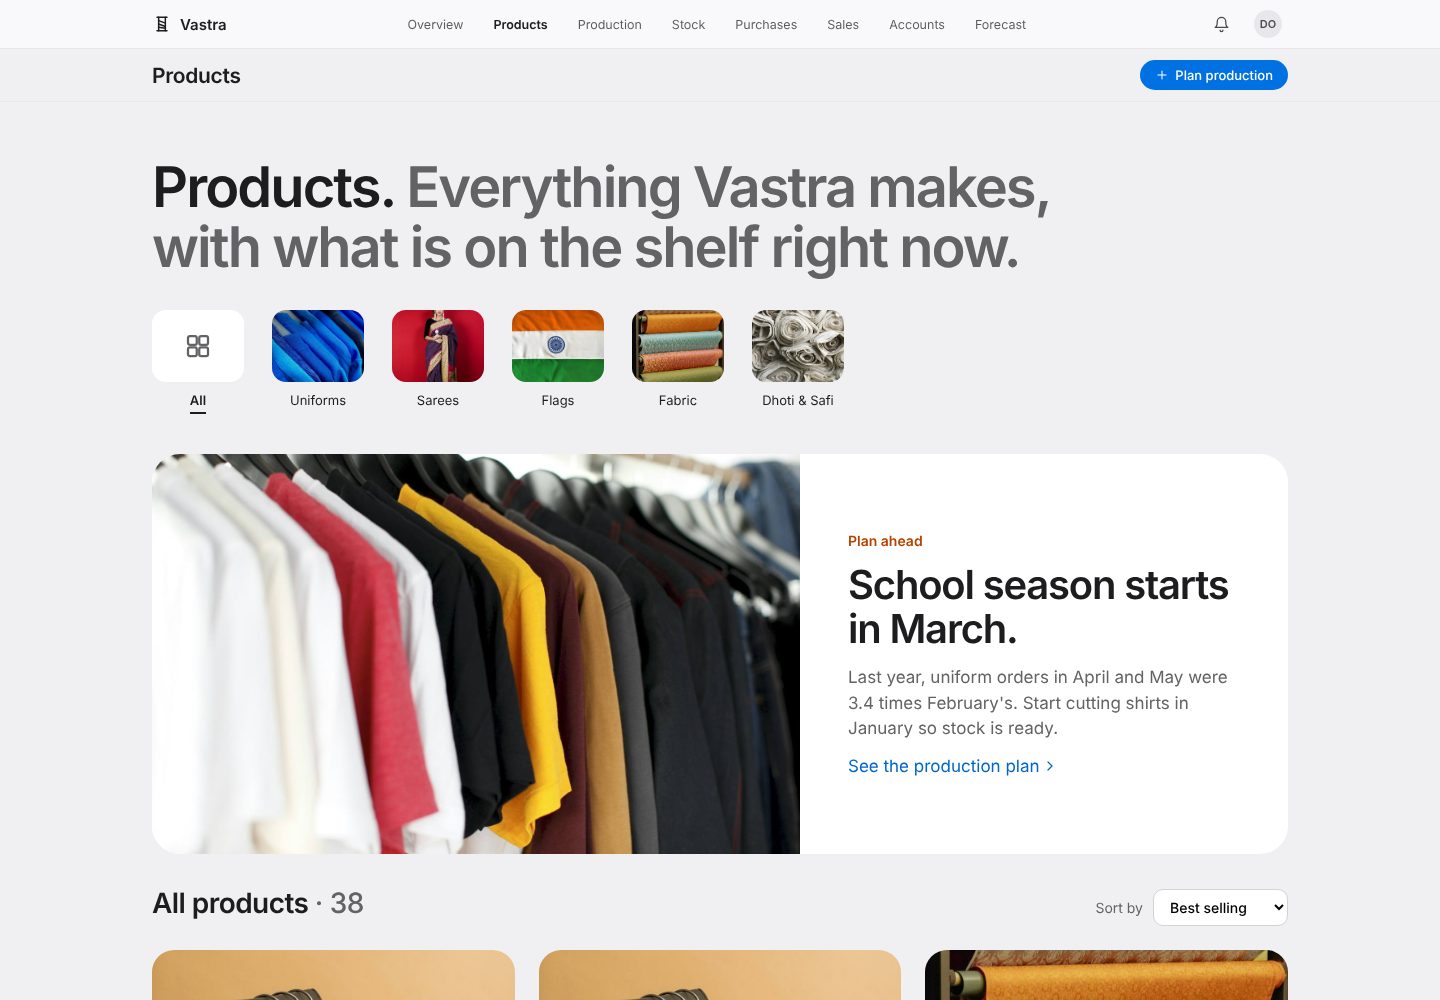 Vastra
Overview
Products
Production
Stock
Purchases
Sales
Accounts
Forecast
DO
Products
Plan production
Products. Everything Vastra makes,
with what is on the shelf right now.
All
Uniforms
Sarees
Flags
Fabric
Dhoti & Safi
Plan ahead
School season starts
in March.
Last year, uniform orders in April and May were
3.4 times February's. Start cutting shirts in
January so stock is ready.
See the production plan
All products · 38
Sort by
Best selling